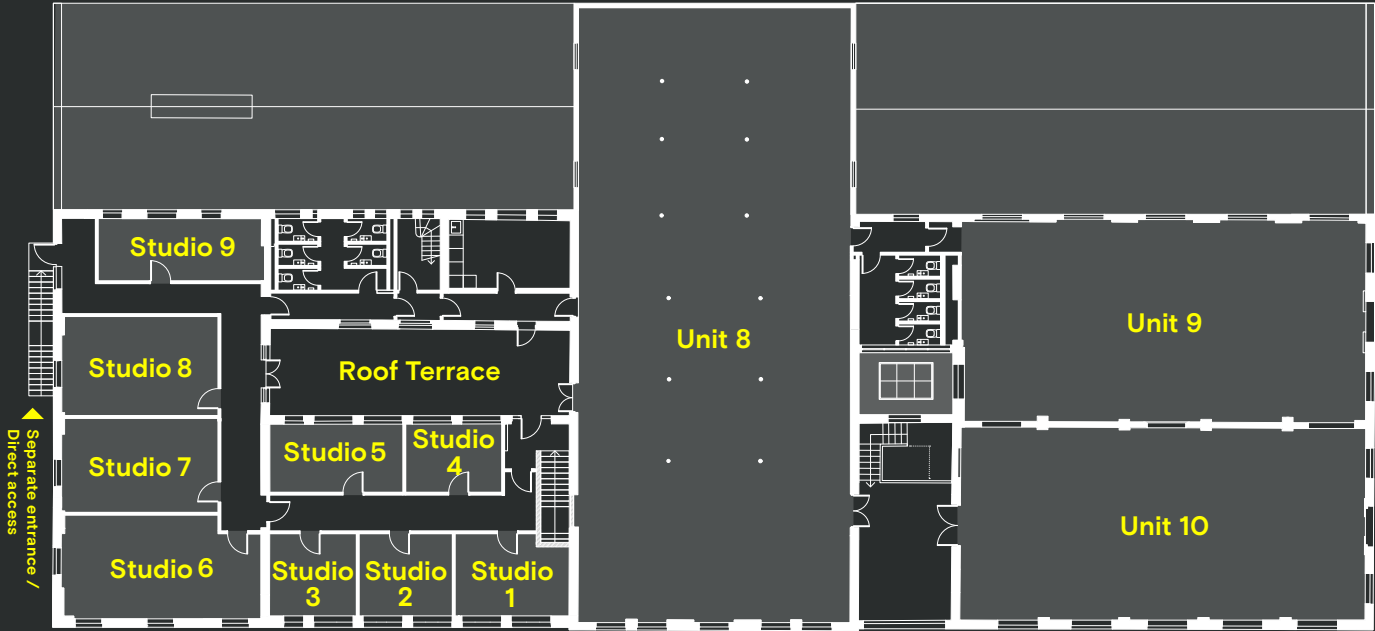 Studio 9
Studio 8
Roof Terrace
Unit 8
Unit 9
Studio 7
Studio 5
Studio
4
Studio 6
Studio
3
Studio
2
Studio
1
Unit 10
Separate entrance /
Direct access